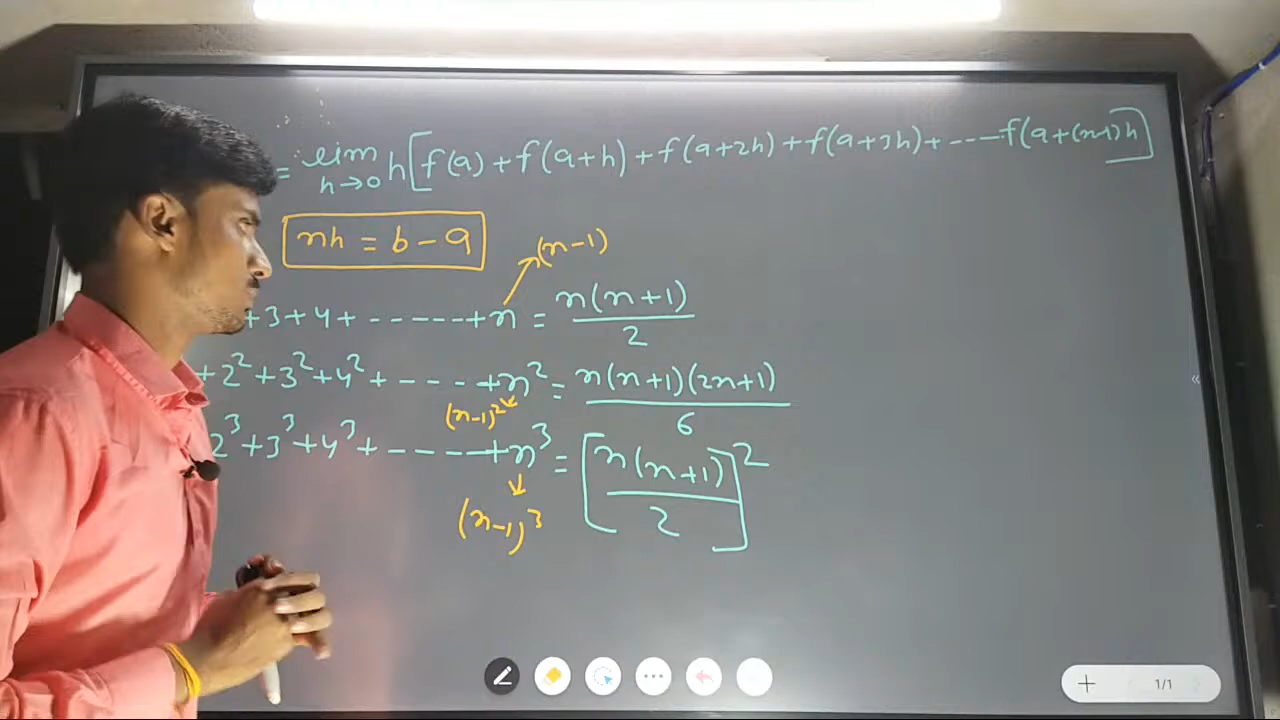 = lim h→0 h[f(a)+f(a+h)+f(a+2h)+f(a+3h)+-----f(a+(n-1)h]
nh = b-a
(n-1)
+3+4+------+n = n(n+1)/2
+2²+3²+4²+----+n² = n(n+1)(2n+1)/6
(n-1)²
2³+3³+4³+-----+n³ = [n(n+1)/2]²
(n-1)³
1/1